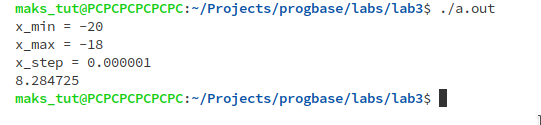 maks_tut@PCPCPCPCPCPC:~/Projects/progbase/labs/lab3$ ./a.out
x_min = -20
x_max = -18
x_step = 0.000001
8.284725
maks_tut@PCPCPCPCPCPC:~/Projects/progbase/labs/lab3$